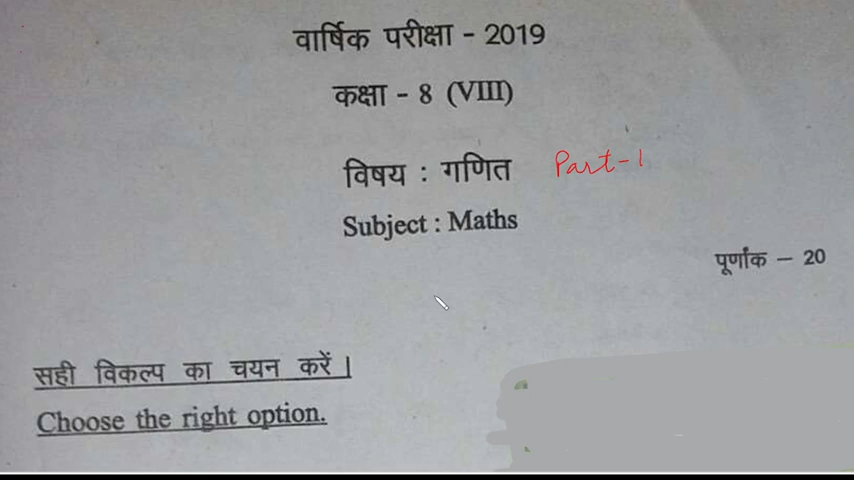 वार्षिक परीक्षा - 2019
कक्षा - 8 (VIII)
विषय : गणित Part-1
Subject : Maths
पूर्णांक - 20
सही विकल्प का चयन करें |
Choose the right option.